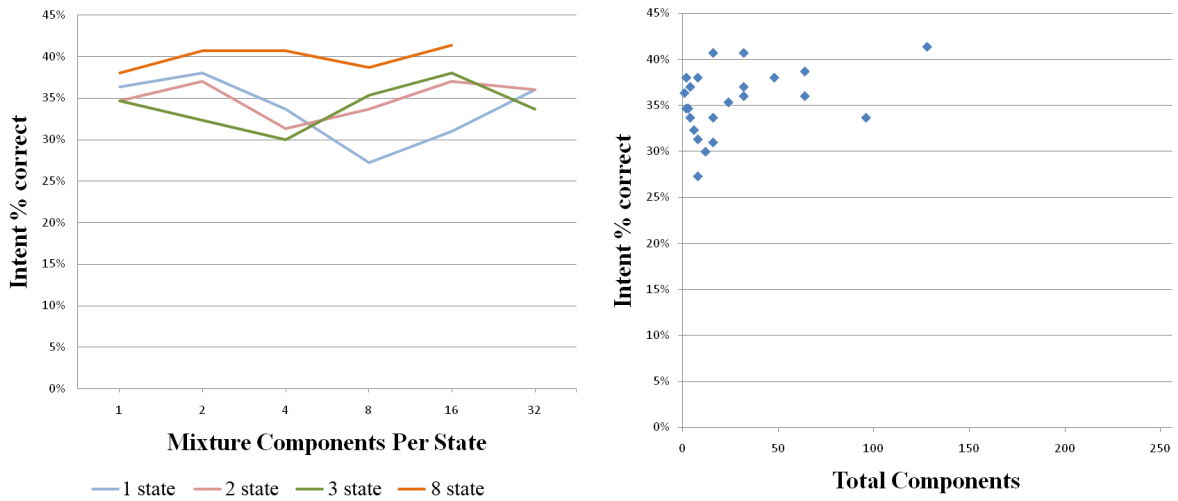 45%
40%
35%
30%
25%
20%
15%
10%
5%
0%
Intent % correct
1 2 4 8 16 32
Mixture Components Per State
1 state 2 state 3 state 8 state
45%
40%
35%
30%
25%
20%
15%
10%
5%
0%
Intent % correct
0 50 100 150 200 250
Total Components